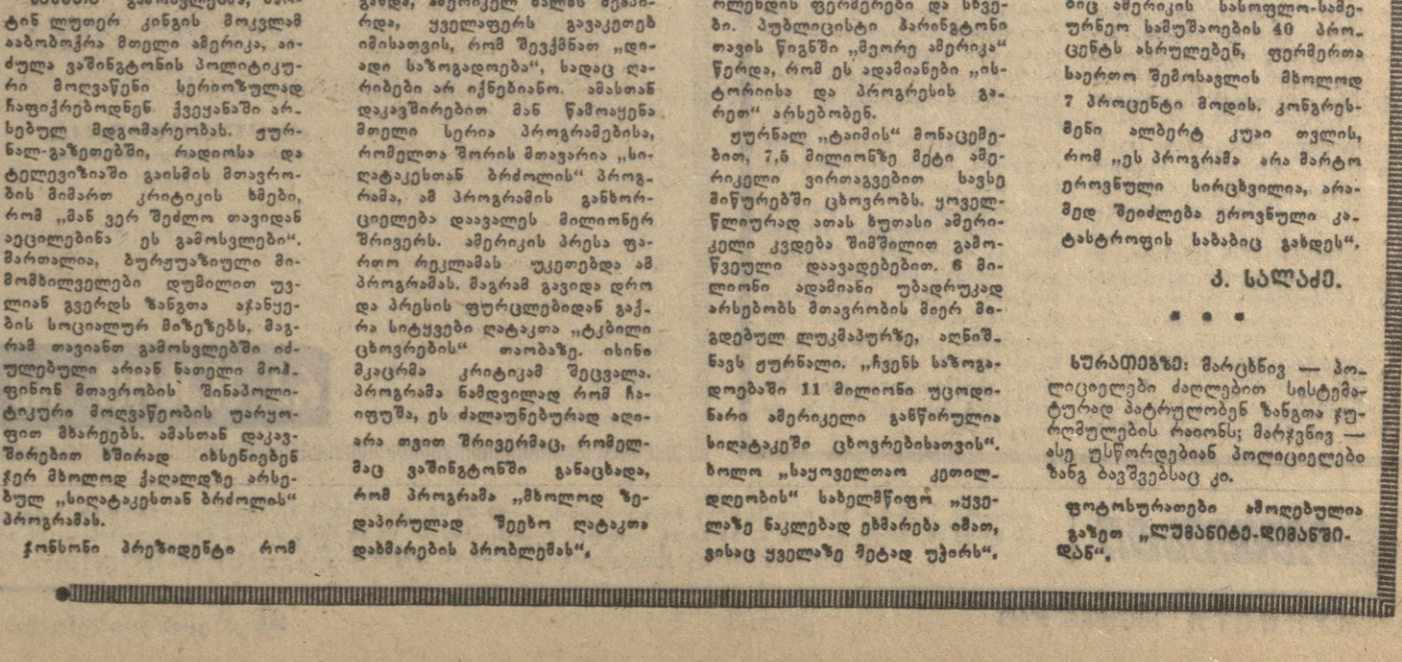 ტინ ლუთერ კინგის მოკვლამ
ააბობოქრა მთელი ამერიკა, აი-
ძულა ვაშინგტონის პოლიტიკუ-
რი მოღვაწენი სერიოზულად
ჩაფიქრებოდნენ ქვეყანაში არ-
სებულ მდგომარეობას. ჟურ-
ნალ-გაზეთებში, რადიოსა და
ტელევიზიაში გაისმის მთავრო-
ბის მიმართ კრიტიკის ხმები,
რომ „მან ვერ შეძლო თავიდან
აეცილებინა ეს გამოსვლები“.
მართალია, ბურჟუაზიული მი-
მომხილველები დუმილით უვ-
ლიან გვერდს ზანგთა აჯანყე-
ბის სოციალურ მიზეზებს, მაგ-
რამ თავიანთ გამოსვლებში იძ-
ულებული არიან ნათელი მოჰ-
ფინონ მთავრობის შინაპოლი-
ტიკური მოღვაწეობის უარყო-
ფით მხარეებს. ამასთან დაკავ-
შირებით ხშირად იხსენიებენ
ჯერ მხოლოდ ქაღალდზე არსე-
ბულ „სიღატაკესთან ბრძოლის“
პროგრამას.
ჯონსონი პრეზიდენტი რომ
რდა, ყველაფერს გავაკეთებ
იმისათვის, რომ შევქმნათ „დი-
ადი საზოგადოება“, სადაც ღა-
რიბები არ იქნებიანო. ამასთან
დაკავშირებით მან წამოაყენა
მთელი სერია პროგრამებისა,
რომელთა შორის მთავარია „სი-
ღატაკესთან ბრძოლის“ პროგ-
რამა, ამ პროგრამის განხორ-
ციელება დაავალეს მილიონერ
შრივერს. ამერიკის პრესა ფა-
რთო რეკლამას უკეთებდა ამ
პროგრამას. მაგრამ გავიდა დრო
და პრესის ფურცლებიდან გაქ-
რა სიტყვები ღატაკთა „ტკბილი
ცხოვრების“ თაობაზე. ისინი
მკაცრმა კრიტიკამ შეცვალა.
პროგრამა ნამდვილად რომ ჩა-
იფუშა, ეს ძალაუნებურად აღი-
არა თვით შრივერმაც, რომელ-
მაც ვაშინგტონში განაცხადა,
რომ პროგრამა „მხოლოდ ზე-
დაპირულად შეეხო ღატაკთა
დახმარების პრობლემას“.
რლენდის ფერმერები და სხვე-
ბი. პუბლიცისტი ჰარინგტონი
თავის წიგნში „მეორე ამერიკა“
წერდა, რომ ეს ადამიანები „ის-
ტორიისა და პროგრესის გა-
რეთ“ არსებობენ.
ჟურნალ „ტაიმის“ მონაცემე-
ბით, 7,5 მილიონზე მეტი ამე-
რიკელი ვირთაგვებით სავსე
მიწურებში ცხოვრობს. ყოველ-
წლიურად ათას ხუთასი ამერი-
კელი კვდება შიმშილით გამო-
წვეული დაავადებებით. 6 მი-
ლიონი ადამიანი უბადრუკად
არსებობს მთავრობის მიერ მი-
გდებულ ლუკმაპურზე, აღნიშ-
ნავს ჟურნალი. „ჩვენს საზოგა-
დოებაში 11 მილიონი უცოდი-
ნარი ამერიკელი განწირულია
სიღატაკეში ცხოვრებისათვის“.
ხოლო „საყოველთაო კეთილ-
დღეობის“ სახელმწიფო „ყვე-
ლაზე ნაკლებად ეხმარება იმათ,
ვისაც ყველაზე მეტად უჭირს“.
ბიც ამერიკის სასოფლო-სამე-
ურნეო სამუშაოების 40 პრო-
ცენტს ასრულებენ, ფერმერთა
საერთო შემოსავლის მხოლოდ
7 პროცენტი მოდის. კონგრეს-
მენი ალბერტ კუაი თვლის,
რომ „ეს პროგრამა არა მარტო
ეროვნული სირცხვილია, არა-
მედ შეიძლება ეროვნული კა-
ტასტროფის საბაბიც გახდეს“.
კ. სალაძე.
სურათებზე: მარცხნივ — პო-
ლიციელები ძაღლებით სისტემა-
ტურად პატრულობენ ზანგთა ჯუ-
რღმულების რაიონს; მარჯვნივ —
ასე უსწორდებიან პოლიციელები
ზანგ ბავშვებსაც კი.
ფოტოსურათები ამოღებულია
გაზეთ „ლუმანიტე-დიმანში-
დან“.